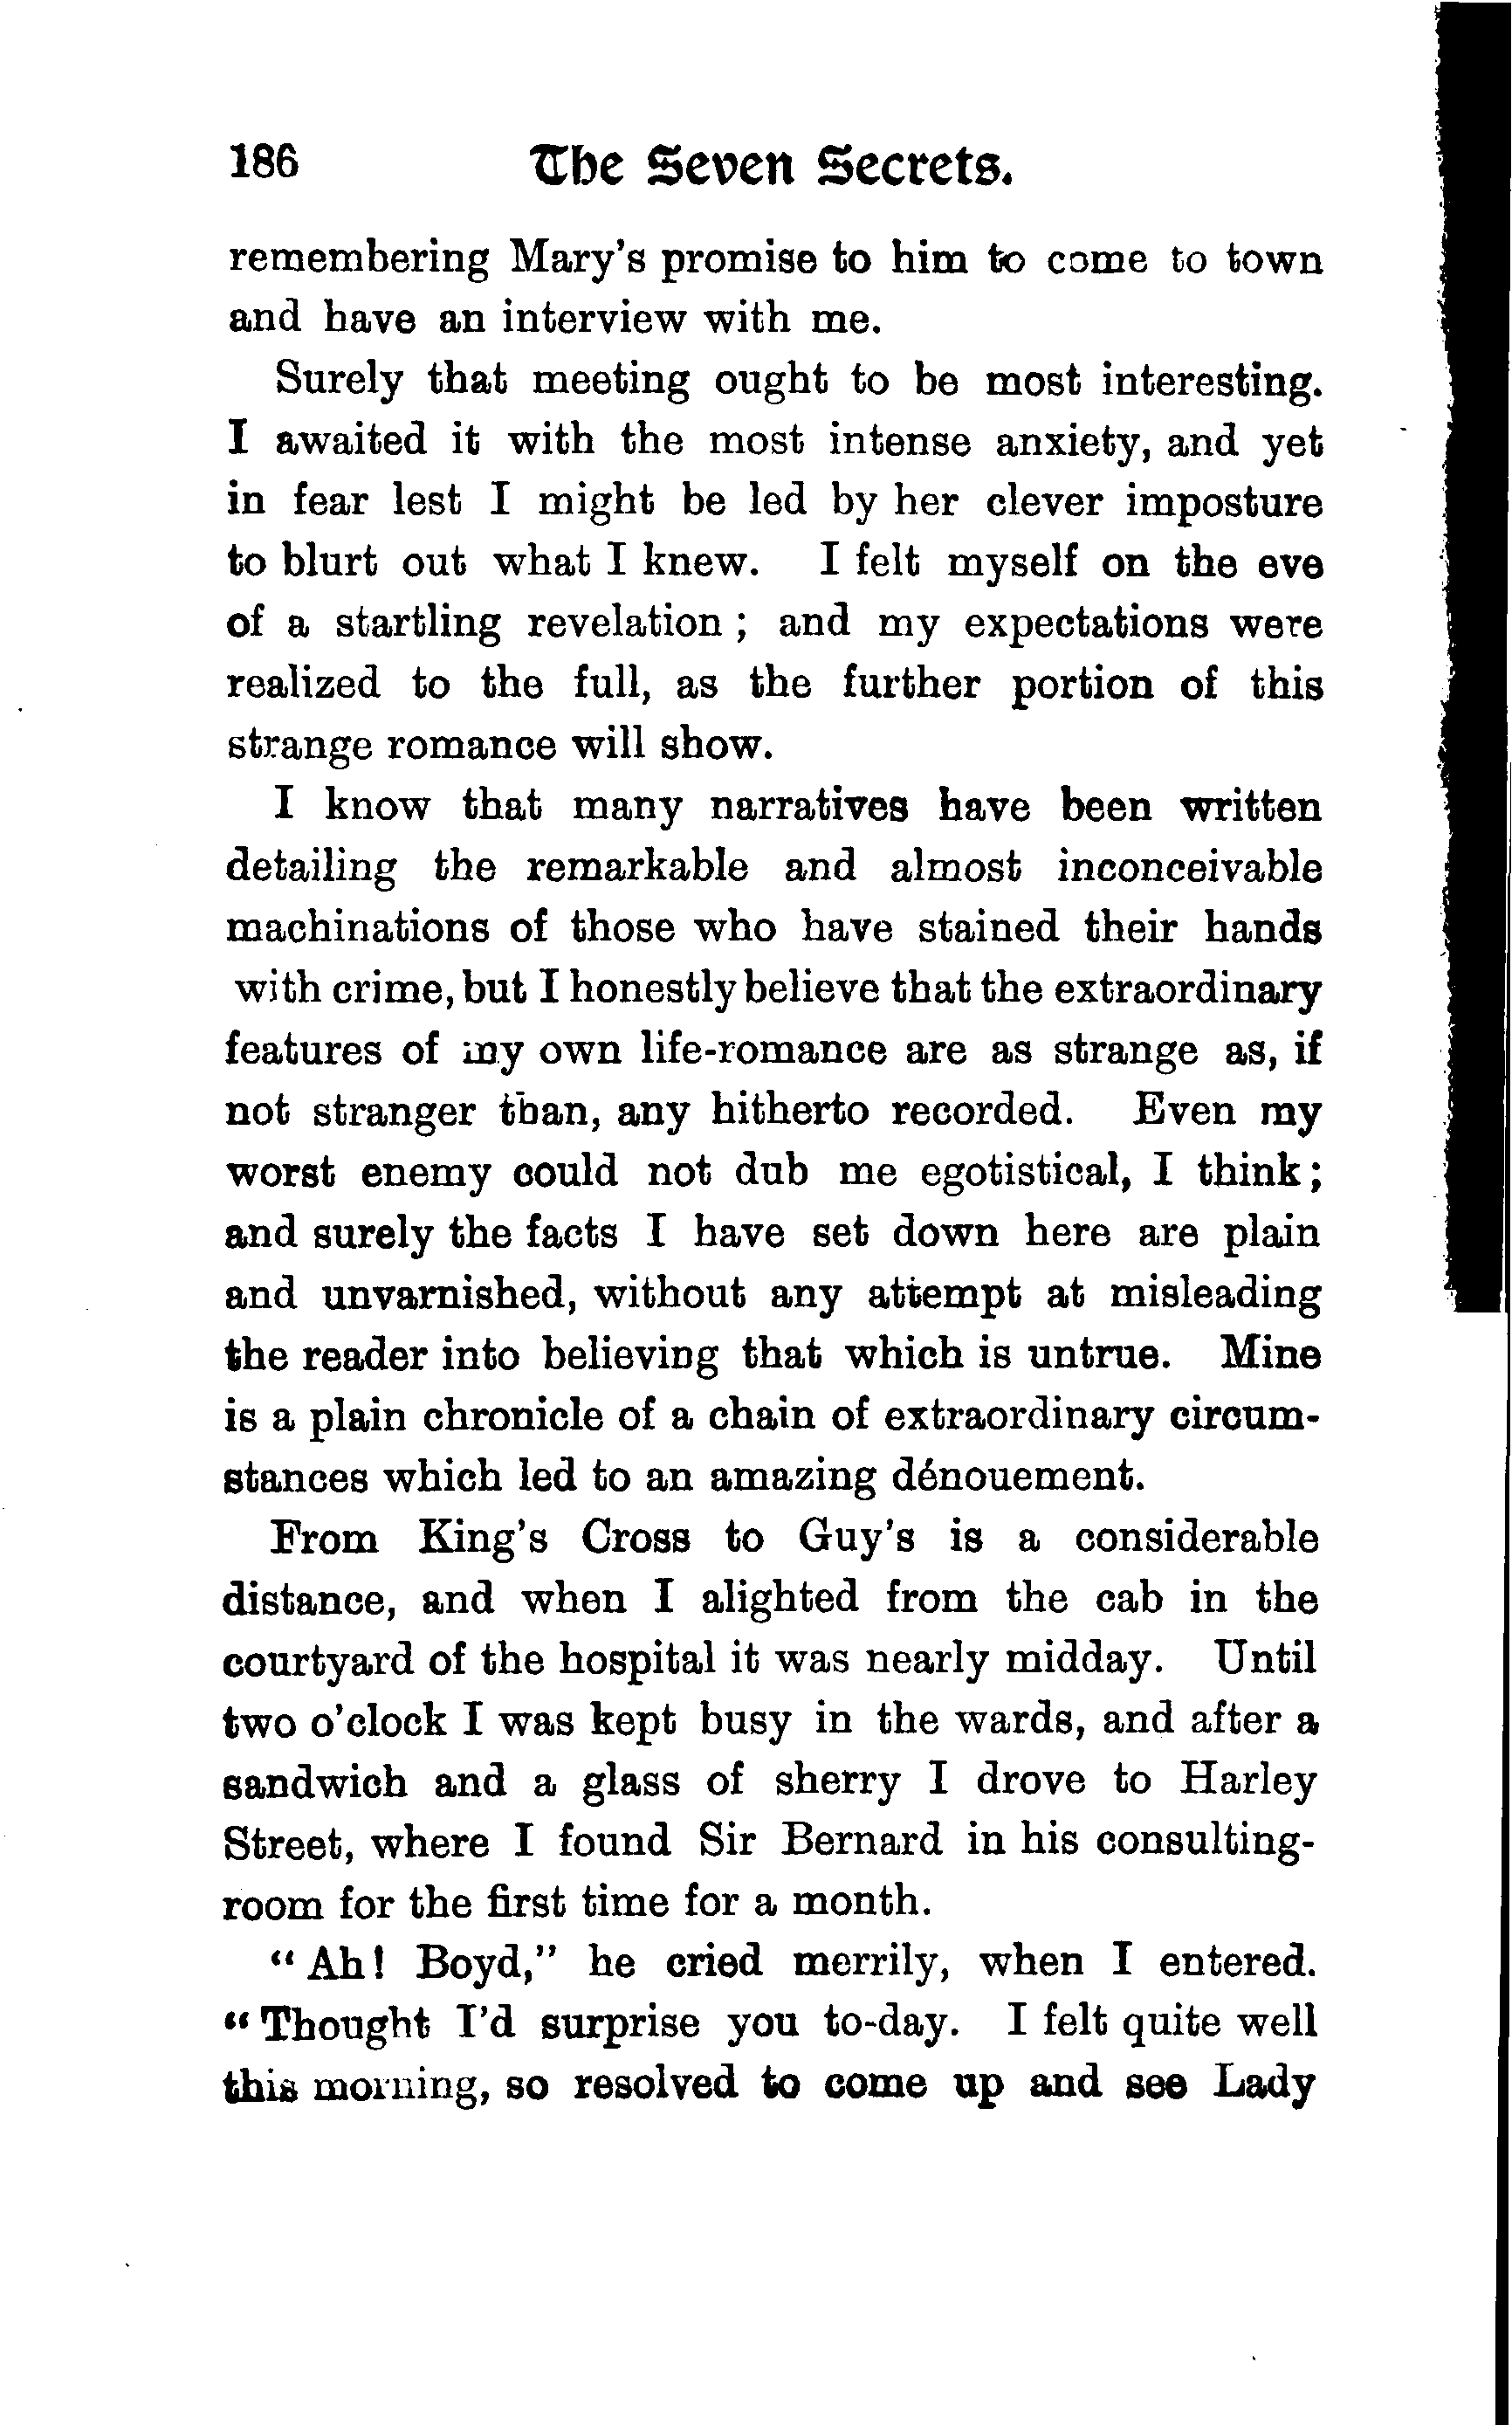 186 The Seven Secrets.
remembering Mary's promise to him to come to town
and have an interview with me.
Surely that meeting ought to be most interesting.
I awaited it with the most intense anxiety, and yet
in fear lest I might be led by her clever imposture
to blurt out what I knew. I felt myself on the eve
of a startling revelation ; and my expectations were
realized to the full, as the further portion of this
strange romance will show.
I know that many narratives have been written
detailing the remarkable and almost inconceivable
machinations of those who have stained their hands
with crime, but I honestly believe that the extraordinary
features of my own life-romance are as strange as, if
not stranger than, any hitherto recorded. Even my
worst enemy could not dub me egotistical, I think ;
and surely the facts I have set down here are plain
and unvarnished, without any attempt at misleading
the reader into believing that which is untrue. Mine
is a plain chronicle of a chain of extraordinary circum-
stances which led to an amazing dénouement.
From King's Cross to Guy's is a considerable
distance, and when I alighted from the cab in the
courtyard of the hospital it was nearly midday. Until
two o'clock I was kept busy in the wards, and after a
sandwich and a glass of sherry I drove to Harley
Street, where I found Sir Bernard in his consulting-
room for the first time for a month.
"Ah! Boyd," he cried merrily, when I entered.
"Thought I'd surprise you to-day. I felt quite well
this morning, so resolved to come up and see Lady